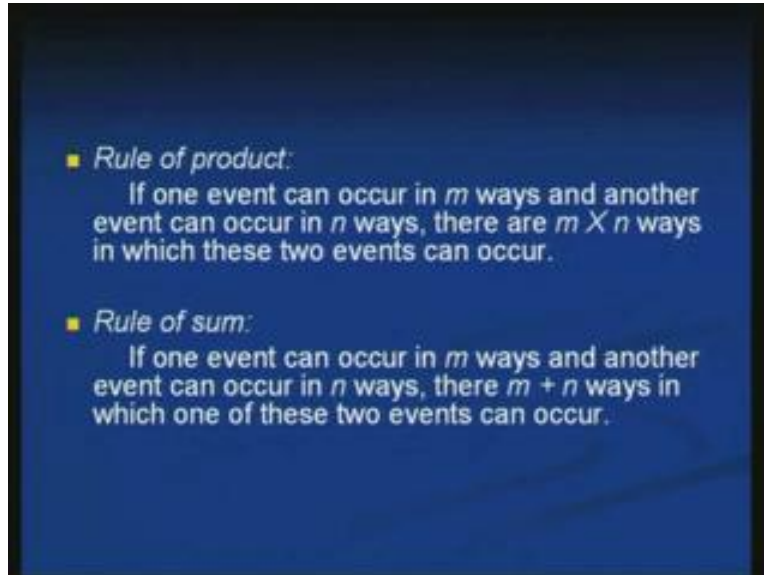 Rule of product:
If one event can occur in m ways and another
event can occur in n ways, there are m X n ways
in which these two events can occur.
Rule of sum:
If one event can occur in m ways and another
event can occur in n ways, there m + n ways in
which one of these two events can occur.